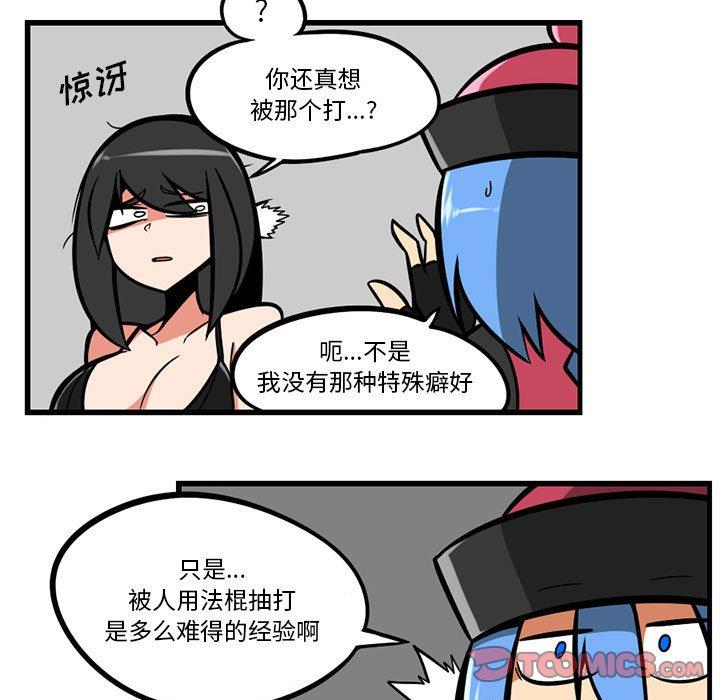 ?
惊讶
你还真想
被那个打...?
呃...不是
我没有那种特殊癖好
只是...
被人用法棍抽打
是多么难得的经验啊
DITCOMICS.COM